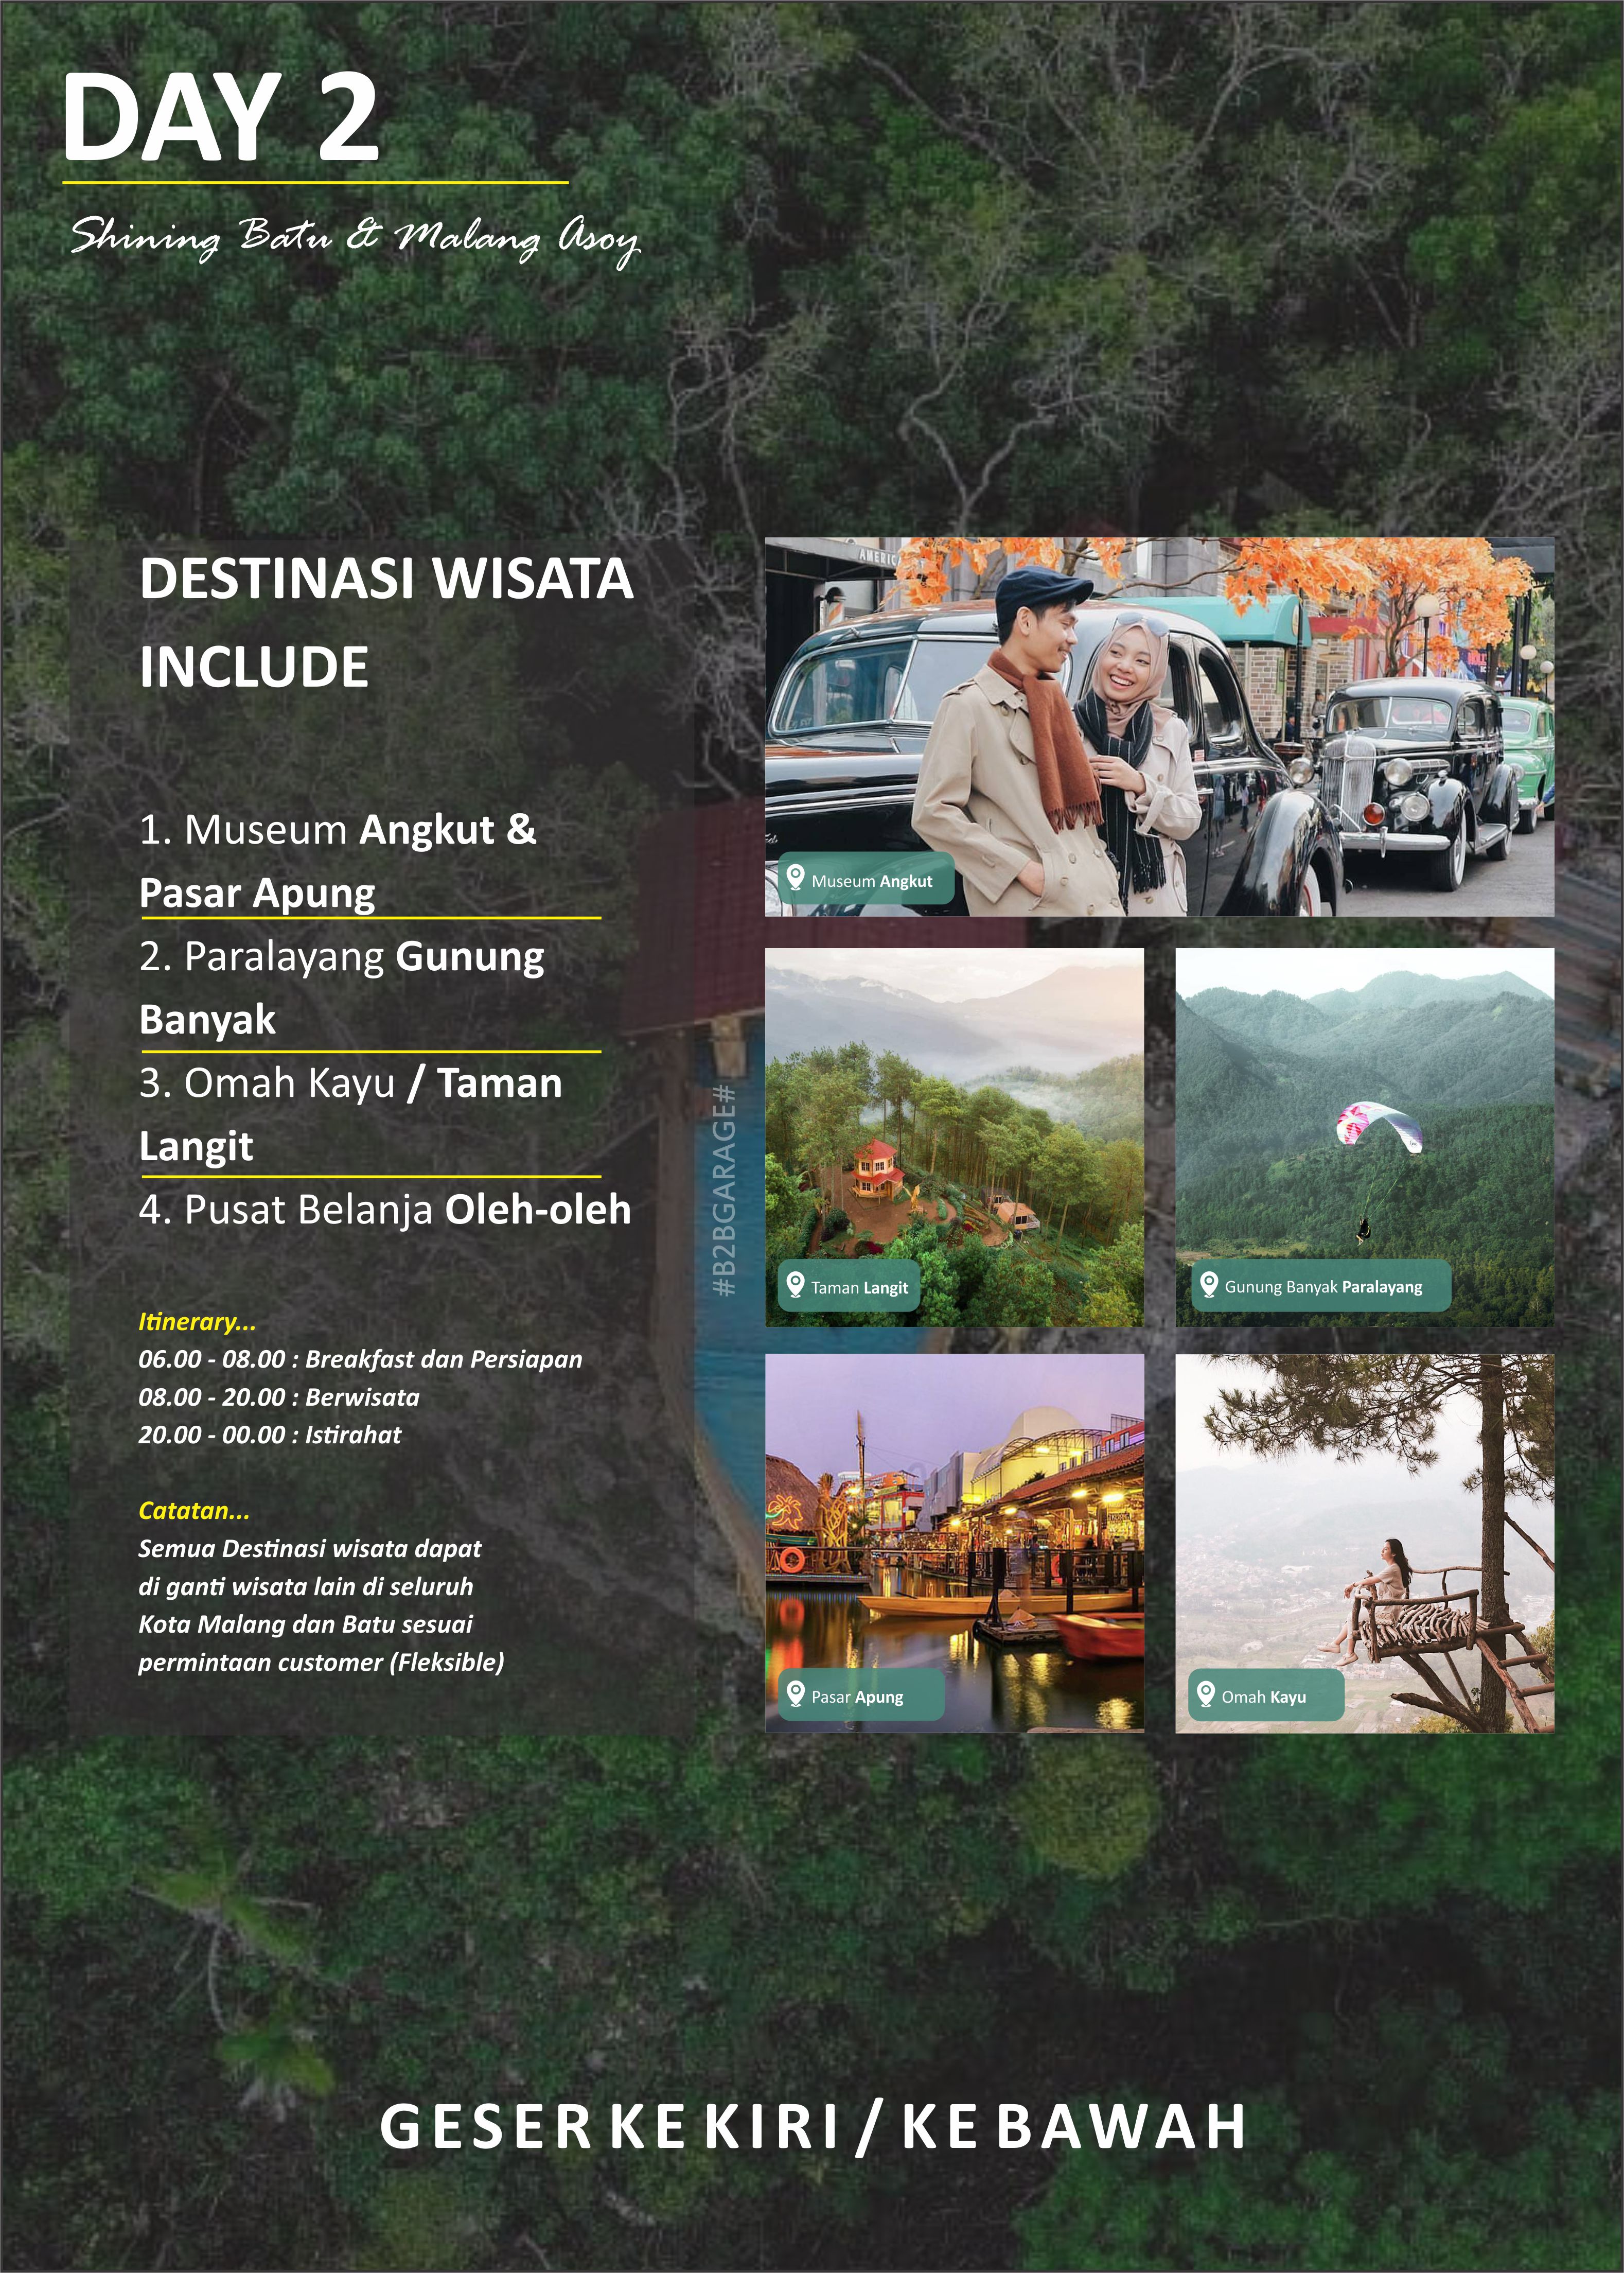 DAY 2
Shining Batu & Malang Asoy
DESTINASI WISATA
INCLUDE
1. Museum Angkut &
Pasar Apung
2. Paralayang Gunung
Banyak
3. Omah Kayu / Taman
Langit
4. Pusat Belanja Oleh-oleh
Itinerary...
06.00 - 08.00 : Breakfast dan Persiapan
08.00 - 20.00 : Berwisata
20.00 - 00.00 : Istirahat
Catatan...
Semua Destinasi wisata dapat
di ganti wisata lain di seluruh
Kota Malang dan Batu sesuai
permintaan customer (Fleksible)
#B2BGARAGE#
Museum Angkut
Taman Langit
Gunung Banyak Paralayang
Pasar Apung
Omah Kayu
GESER KE KIRI / KE BAWAH